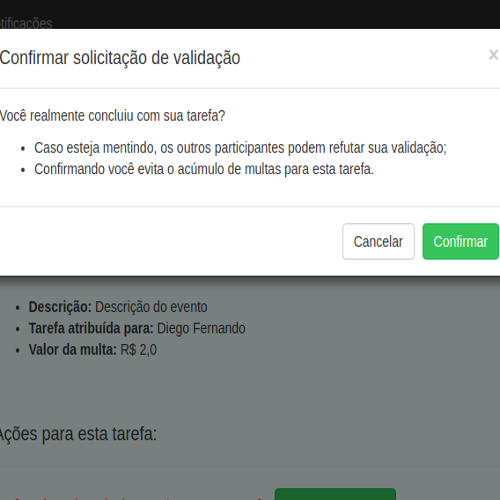 Confirmar solicitação de validação
×
Você realmente concluiu com sua tarefa?
• Caso esteja mentindo, os outros participantes podem refutar sua validação;
• Confirmando você evita o acúmulo de multas para esta tarefa.
Cancelar Confirmar
• Descrição: Descrição do evento
• Tarefa atribuída para: Diego Fernando
• Valor da multa: R$ 2,0
Ações para esta tarefa: